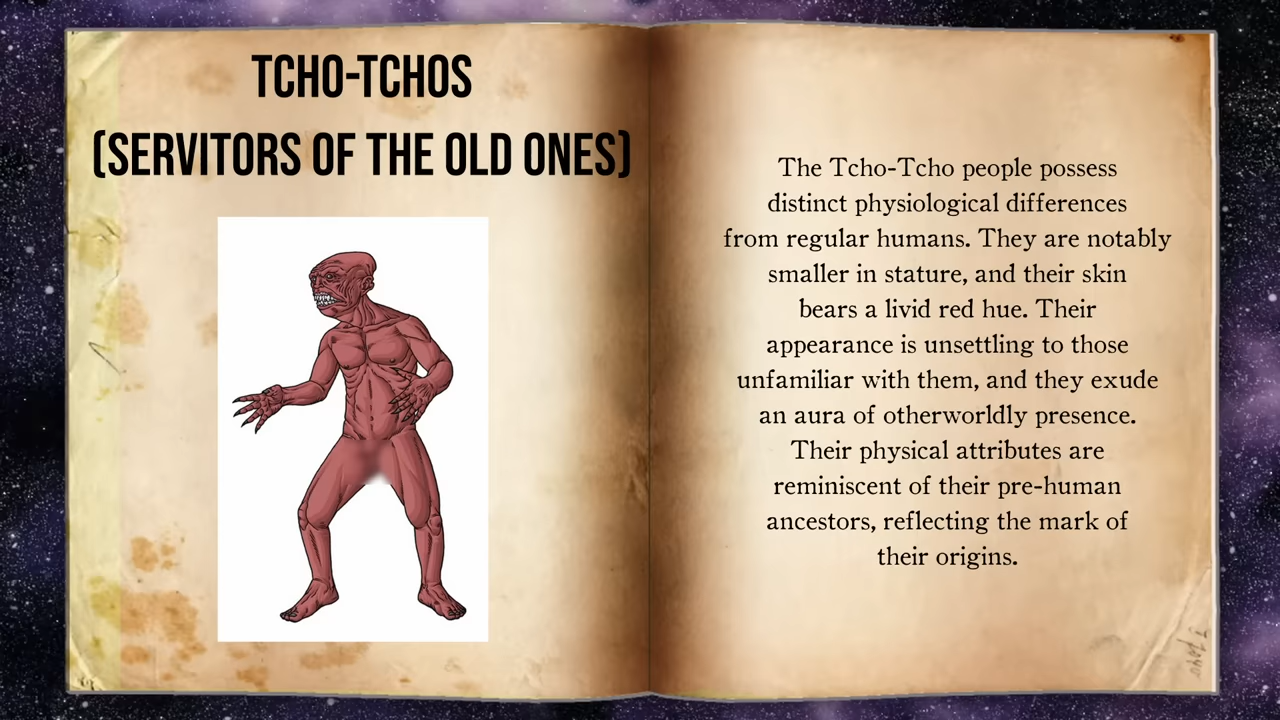 TCHO-TCHOS
(SERVITORS OF THE OLD ONES)
The Tcho-Tcho people possess
distinct physiological differences
from regular humans. They are notably
smaller in stature, and their skin
bears a livid red hue. Their
appearance is unsettling to those
unfamiliar with them, and they exude
an aura of otherworldly presence.
Their physical attributes are
reminiscent of their pre-human
ancestors, reflecting the mark of
their origins.